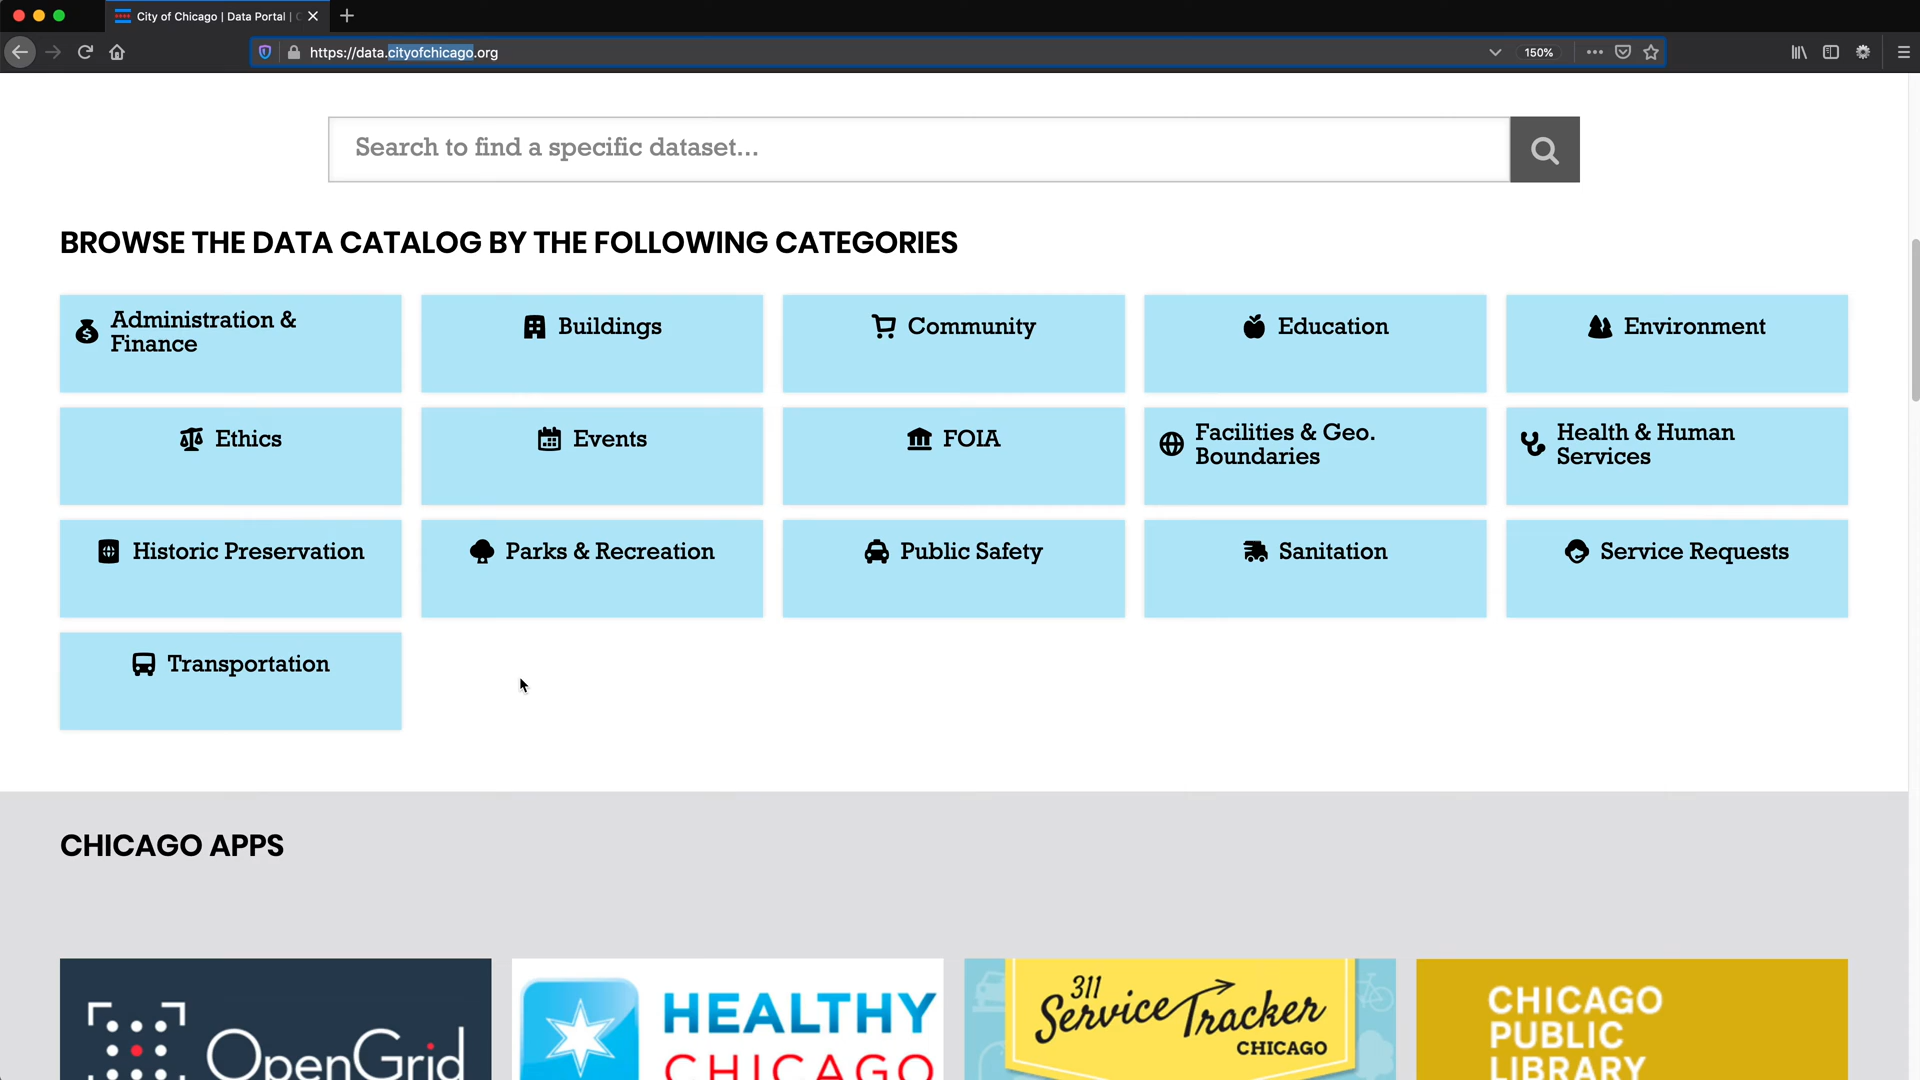 City of Chicago | Data Portal |
https://data.cityofchicago.org
150%
Search to find a specific dataset...
BROWSE THE DATA CATALOG BY THE FOLLOWING CATEGORIES
Administration &
Finance
Buildings
Community
Education
Environment
Ethics
Events
FOIA
Facilities & Geo.
Boundaries
Health & Human
Services
Historic Preservation
Parks & Recreation
Public Safety
Sanitation
Service Requests
Transportation
CHICAGO APPS
OpenGrid
HEALTHY
CHICAGO
311
Service Tracker
CHICAGO
CHICAGO
PUBLIC
LIBRARY